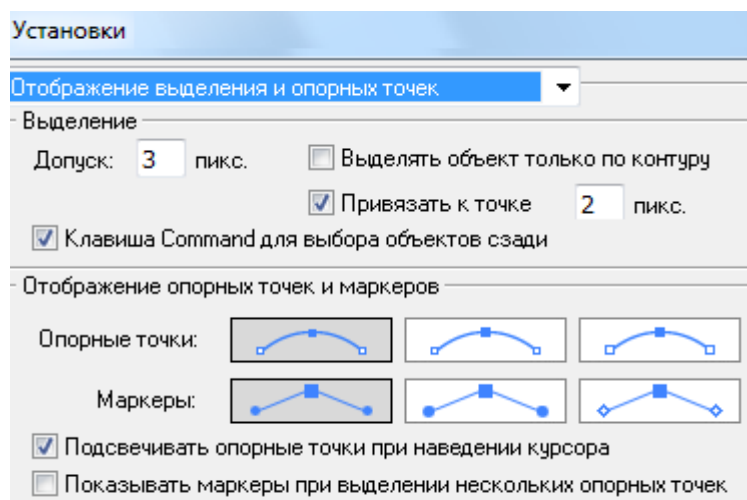 Установки
Отображение выделения и опорных точек
Выделение
Допуск: 3 пикс. Выделять объект только по контуру
Привязать к точке 2 пикс.
Клавиша Command для выбора объектов сзади
Отображение опорных точек и маркеров
Опорные точки:
Маркеры:
Подсвечивать опорные точки при наведении курсора
Показывать маркеры при выделении нескольких опорных точек